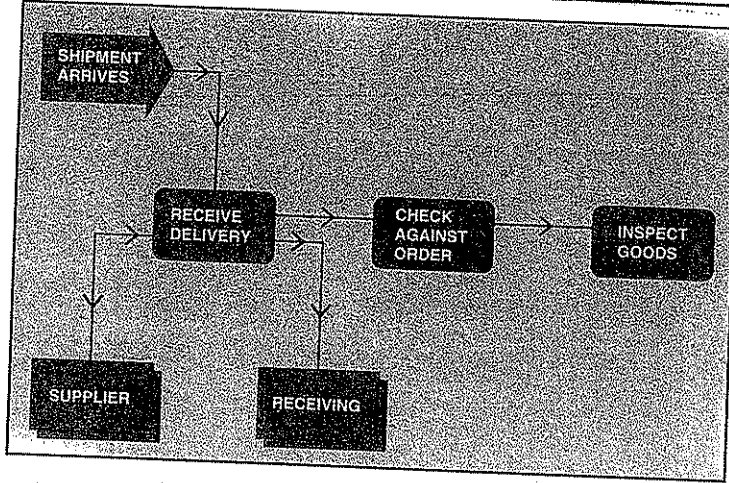 SHIPMENT
ARRIVES
RECEIVE
DELIVERY
CHECK
AGAINST
ORDER
INSPECT
GOODS
SUPPLIER
RECEIVING